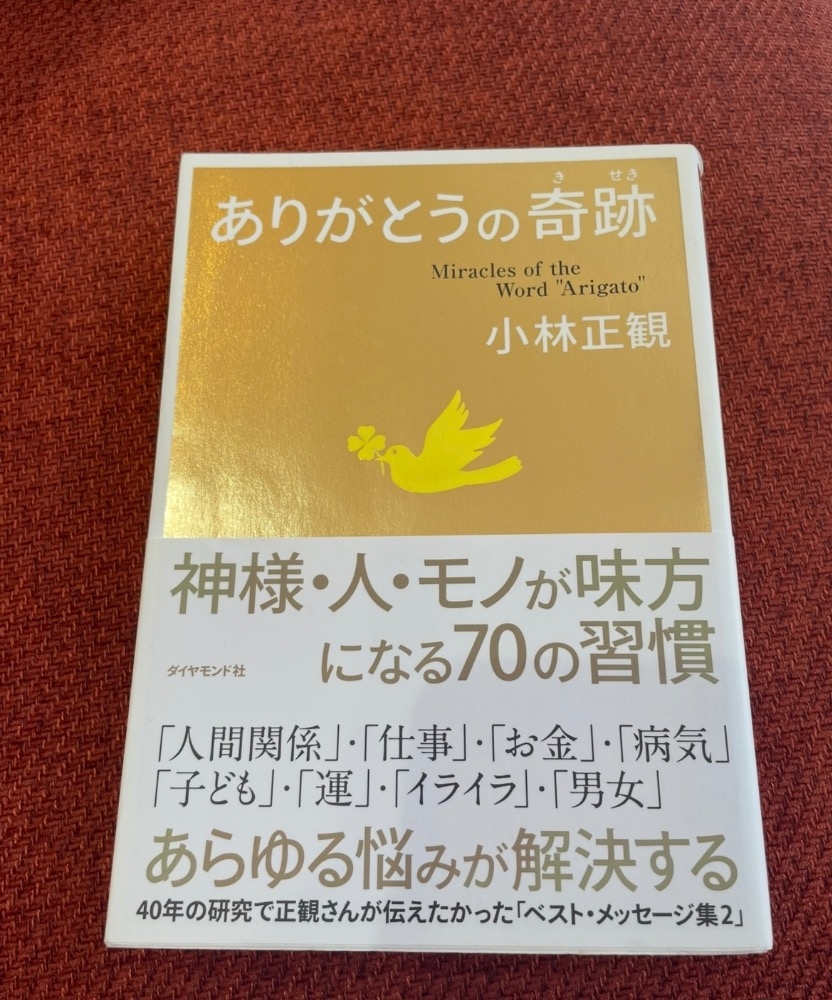 きせき
ありがとうの奇跡
Miracles of the
Word "Arigato"
小林正観
神様・人・モノが味方
になる70の習慣
ダイヤモンド社
「人間関係」・「仕事」・「お金」・「病気」
「子ども」・「運」・「イライラ」・「男女」
あらゆる悩みが解決する
40年の研究で正観さんが伝えたかった「ベスト・メッセージ集2」